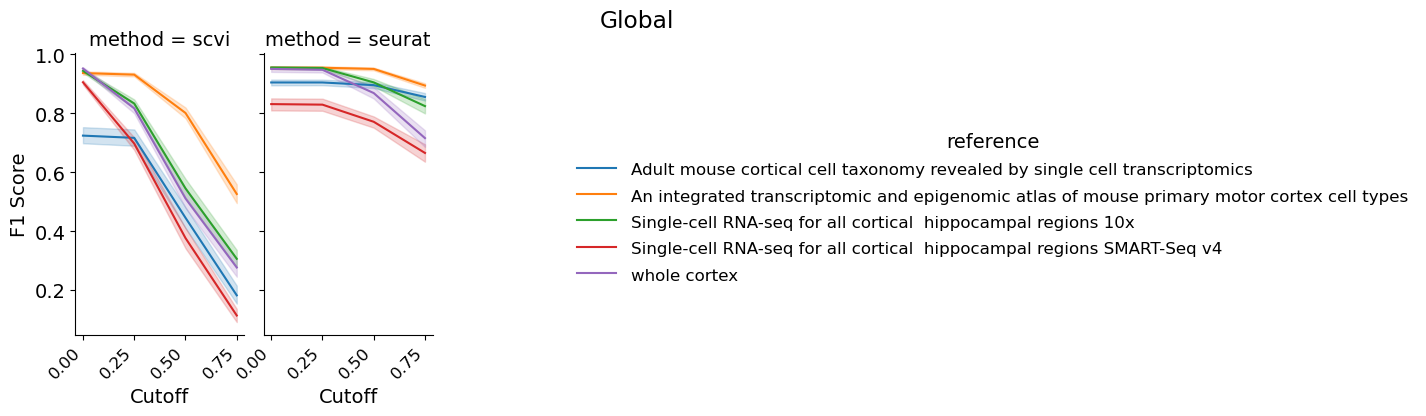 Global
method = scvi
method = seurat
F1 Score
1.0
0.8
0.6
0.4
0.2
0.00
0.25
0.50
0.75
Cutoff
0.00
0.25
0.50
0.75
Cutoff
reference
Adult mouse cortical cell taxonomy revealed by single cell transcriptomics
An integrated transcriptomic and epigenomic atlas of mouse primary motor cortex cell types
Single-cell RNA-seq for all cortical  hippocampal regions 10x
Single-cell RNA-seq for all cortical  hippocampal regions SMART-Seq v4
whole cortex